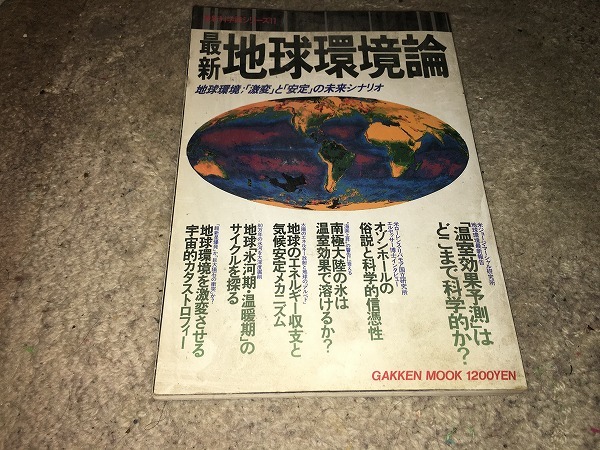 最新 地球環境論
地球環境:「激変」と「安定」の未来シナリオ
「温室効果予測」は
どこまで科学的か?
オゾンホールの
俗説と科学的信憑性
南極大陸の氷は
温室効果で溶けるか?
地球のエネルギー収支と
気候安定メカニズム
「地球氷河期・温暖期」の
サイクルを探る
地球環境を激変させる
宇宙的カタストロフィー
GAKKEN MOOK 1200YEN